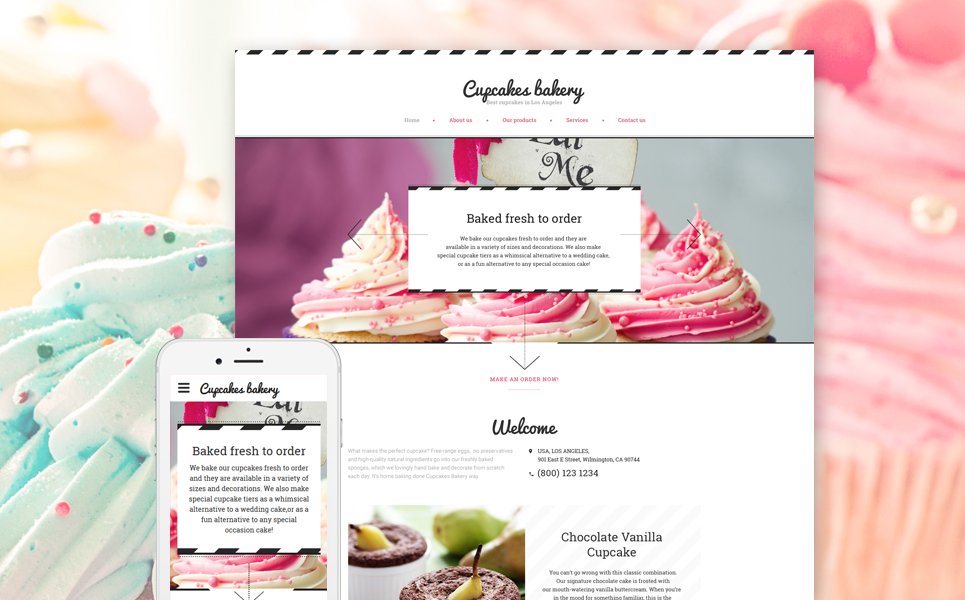 Cupcakes bakery
Best cupcakes in Los Angeles
Home • About us • Our products • Services • Contact us
Eat
Me
Baked fresh to order
We bake our cupcakes fresh to order and they are
available in a variety of sizes and decorations. We also make
special cupcake tiers as a whimsical alternative to a wedding cake,
or as a fun alternative to any special occasion cake!
MAKE AN ORDER NOW!
Welcome
What makes the perfect cupcake? Free-range eggs, no preservatives
and high-quality natural ingredients go into our freshly baked
sponges, which we lovingly hand bake and decorate from scratch
each day. It's home baking done Cupcakes Bakery way.
USA, LOS ANGELES,
901 East E Street, Wilmington, CA 90744
(800) 123 1234
Chocolate Vanilla
Cupcake
You can't go wrong with this classic combination.
Our signature chocolate cake is frosted with
our mouth-watering vanilla buttercream. When you're
in the mood for something familiar, this is the
Cupcakes bakery
Eat
Baked fresh to order
We bake our cupcakes fresh to order
and they are available in a variety of
sizes and decorations. We also make
special cupcake tiers as a whimsical
alternative to a wedding cake,or as a
fun alternative to any special
occasion cake!